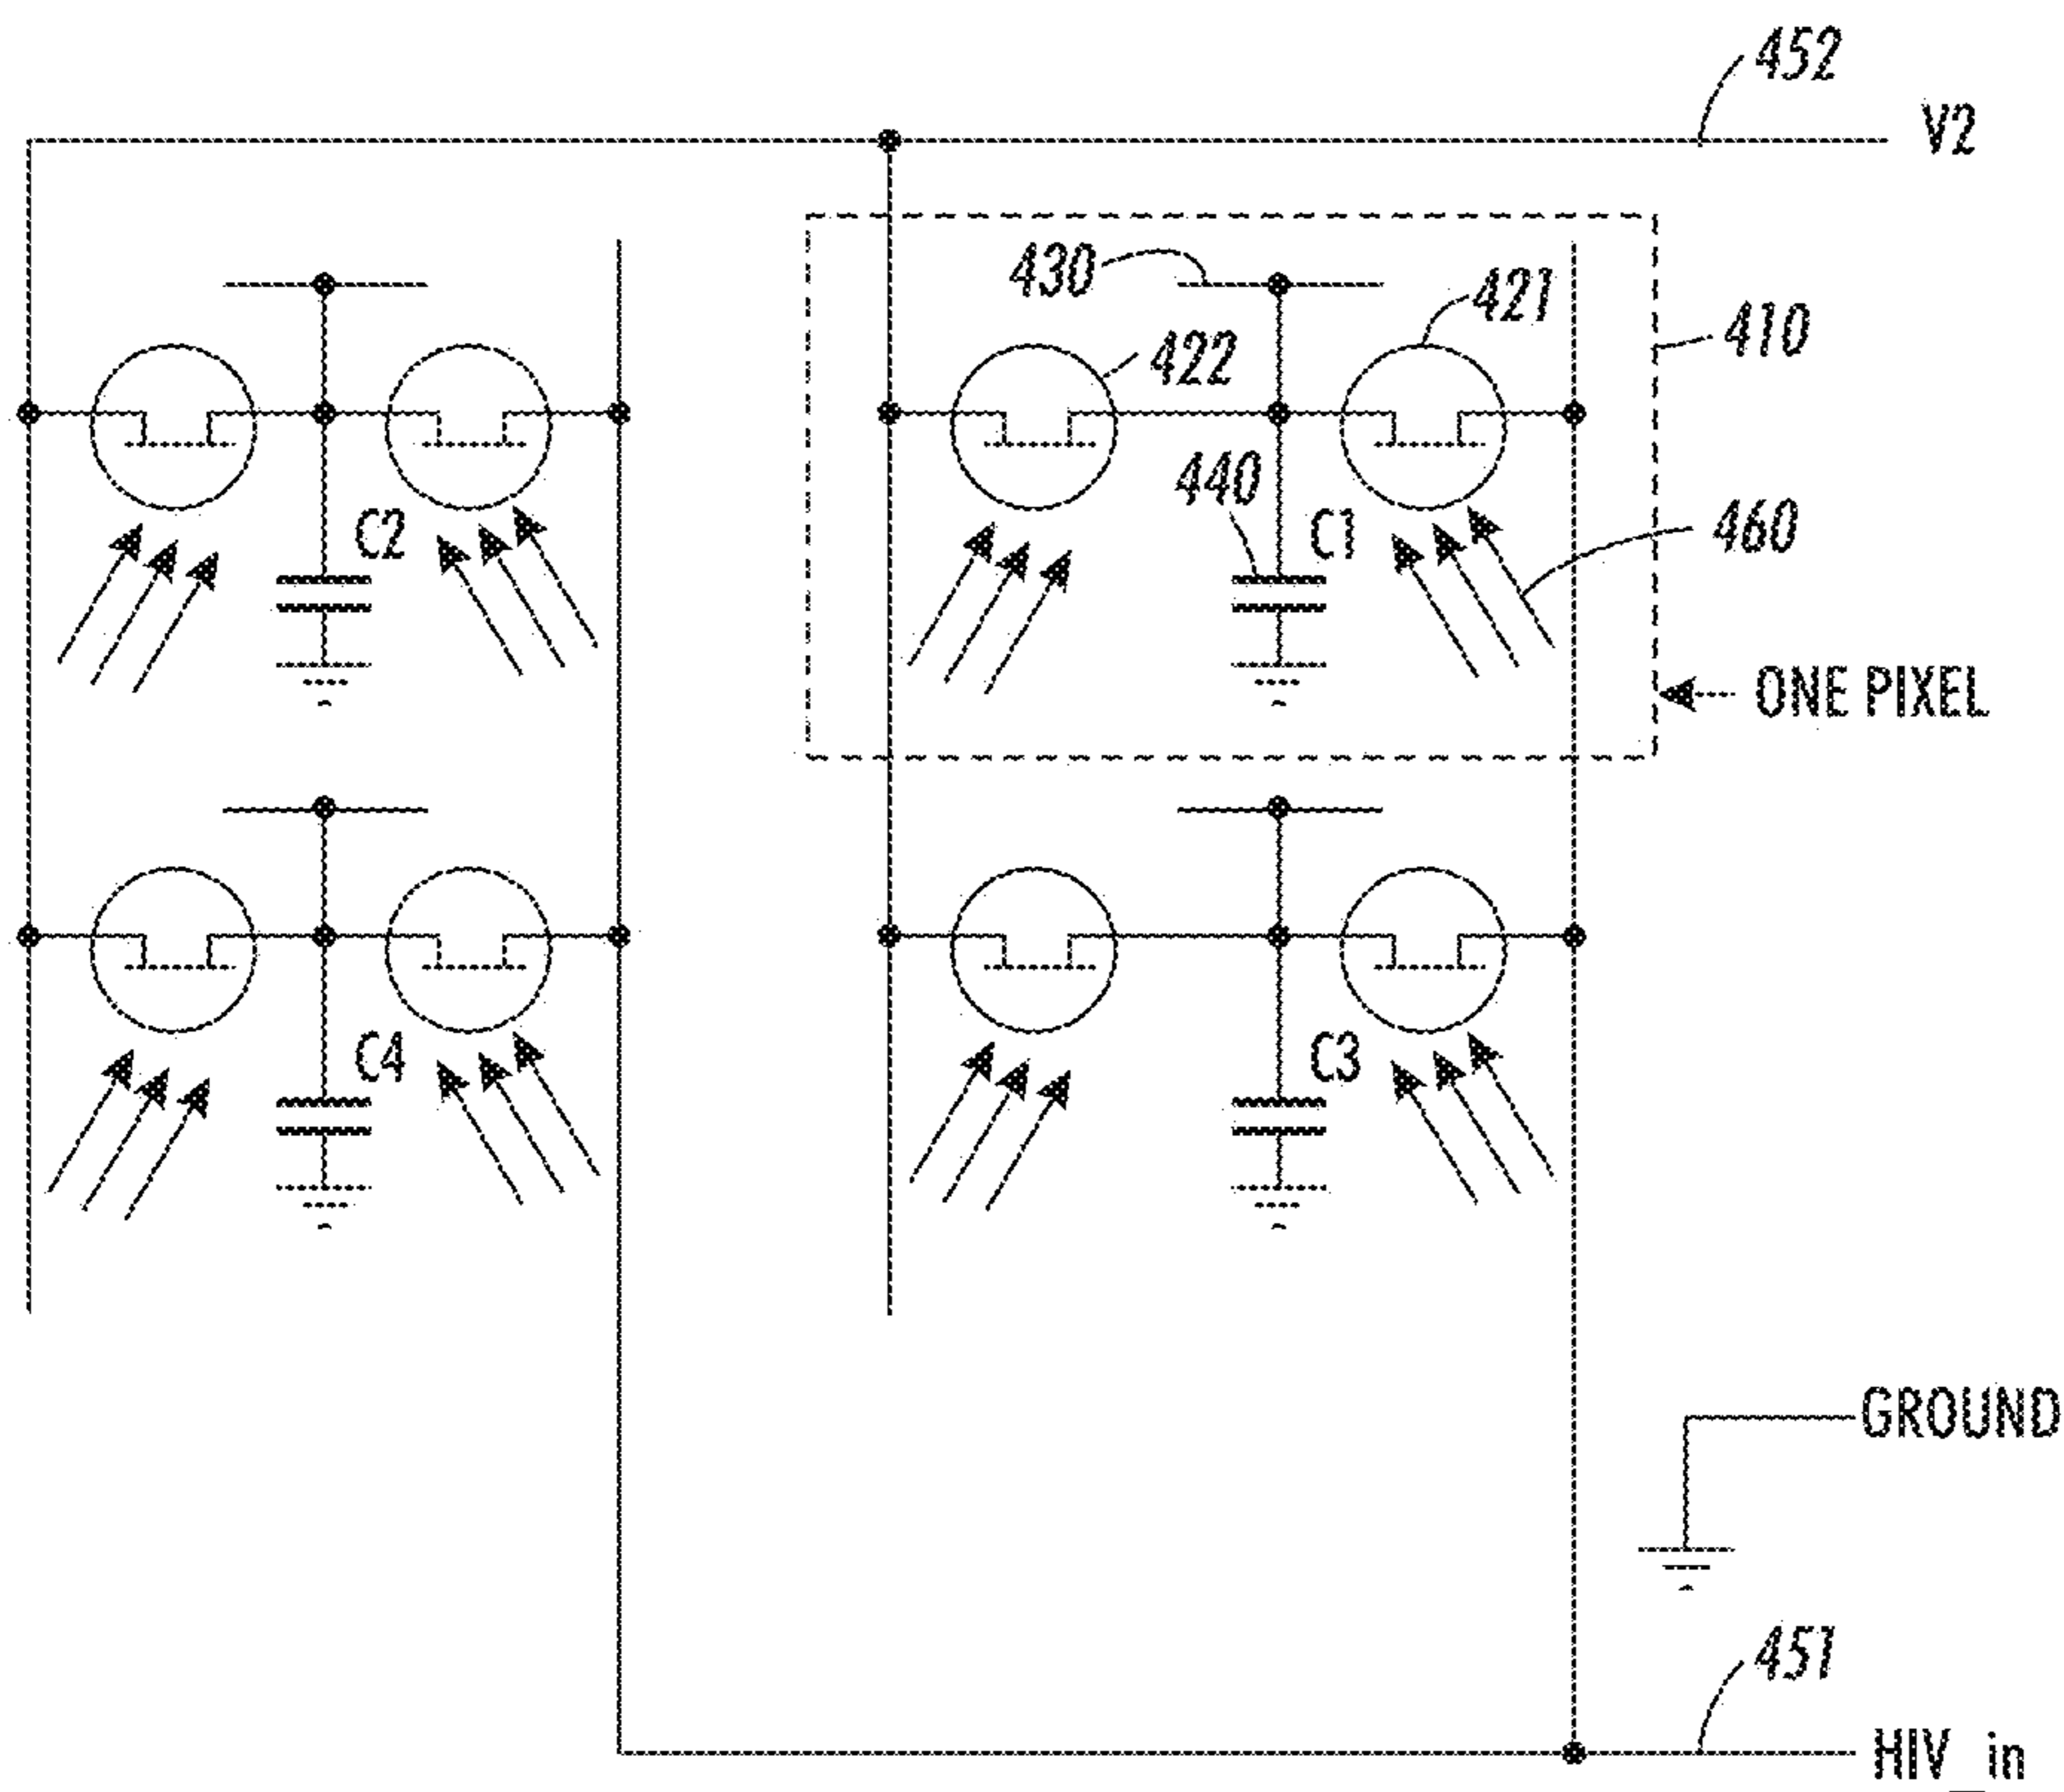 452
V2
430
421
422
410
440
C2
C1
460
ONE PIXEL
C4
C3
GROUND
451
HIV_in